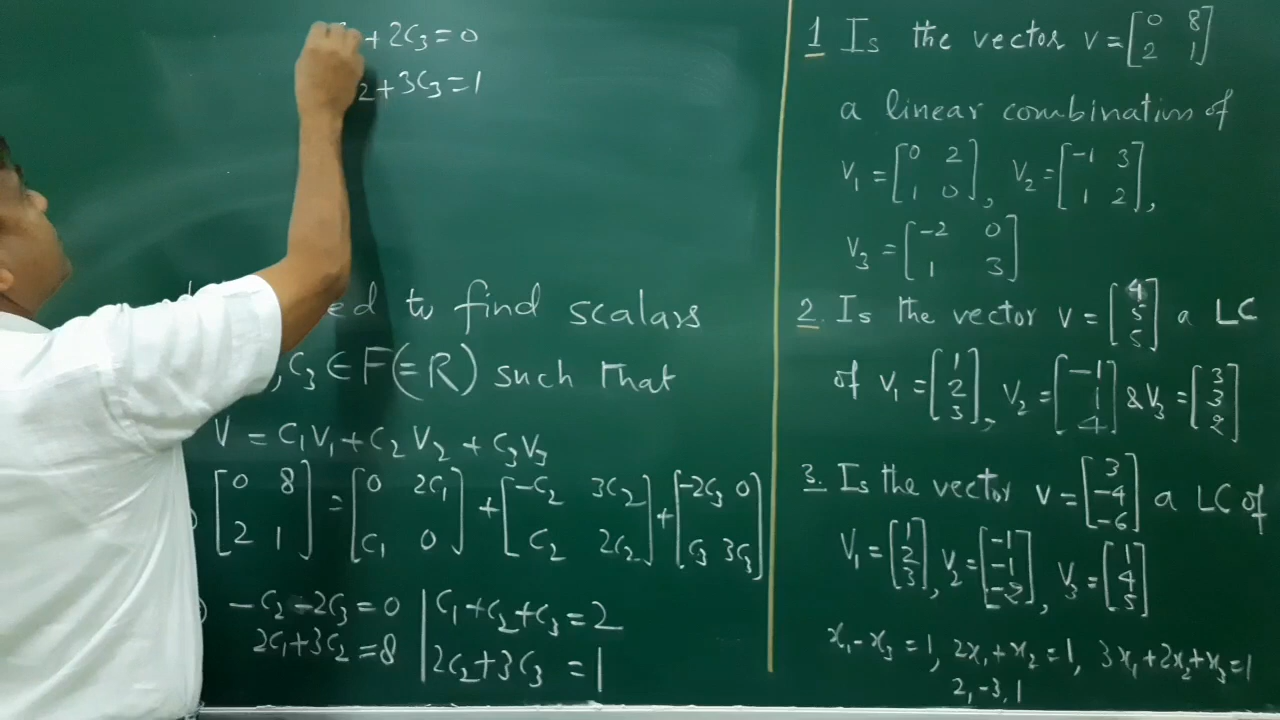 + 2C₃ = 0
2 + 3C₃ = 1
to find scalars
, C₃ ∈ F(=R) such that
V = C₁V₁ + C₂V₂ + C₃V₃
[0 8; 2 1] = [0 2C₁; C₁ 0] + [-C₂ 3C₂; C₂ 2C₂] + [-2C₃ 0; C₃ 3C₃]
-C₂ - 2C₃ = 0 | C₁ + C₂ + C₃ = 2
2C₁ + 3C₂ = 8 | 2C₂ + 3C₃ = 1
1 Is the vector V = [0 8; 2 1]
a linear combination of
V₁ = [0 2; 1 0], V₂ = [-1 3; 1 2],
V₃ = [-2 0; 1 3]
2. Is the vector V = [4; 5; 5] a LC
of V₁ = [1; 2; 3], V₂ = [-1; 1; 4] & V₃ = [3; 3; 2]
3. Is the vector V = [3; -4; -6] a LC of
V₁ = [1; 2; 3], V₂ = [-1; -1; -2], V₃ = [1; 4; 5]
x₁ - x₃ = 1, 2x₁ + x₂ = 1, 3x₁ + 2x₂ + x₃ = 1
2, -3, 1